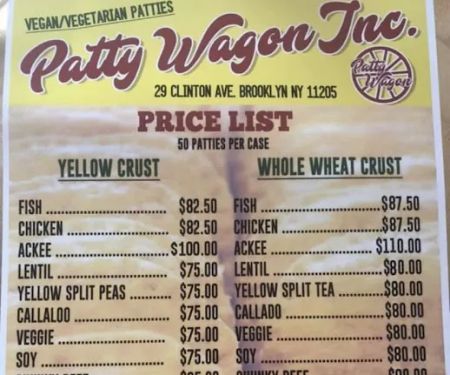 VEGAN/VEGETARIAN PATTIES
Patty Wagon Inc.
Patty Wagon
29 CLINTON AVE. BROOKLYN NY 11205
PRICE LIST
50 PATTIES PER CASE
YELLOW CRUST
FISH ........................... $82.50
CHICKEN ........................ $82.50
ACKEE ......................... $100.00
LENTIL ......................... $75.00
YELLOW SPLIT PEAS .......... $75.00
CALLALOO ..................... $75.00
VEGGIE ......................... $75.00
SOY ............................. $75.00
WHOLE WHEAT CRUST
FISH ...........................$87.50
CHICKEN ........................$87.50
ACKEE ......................... $110.00
LENTIL ......................... $80.00
YELLOW SPLIT TEA ............ $80.00
CALLADO ....................... $80.00
VEGGIE ......................... $80.00
SOY ............................. $80.00